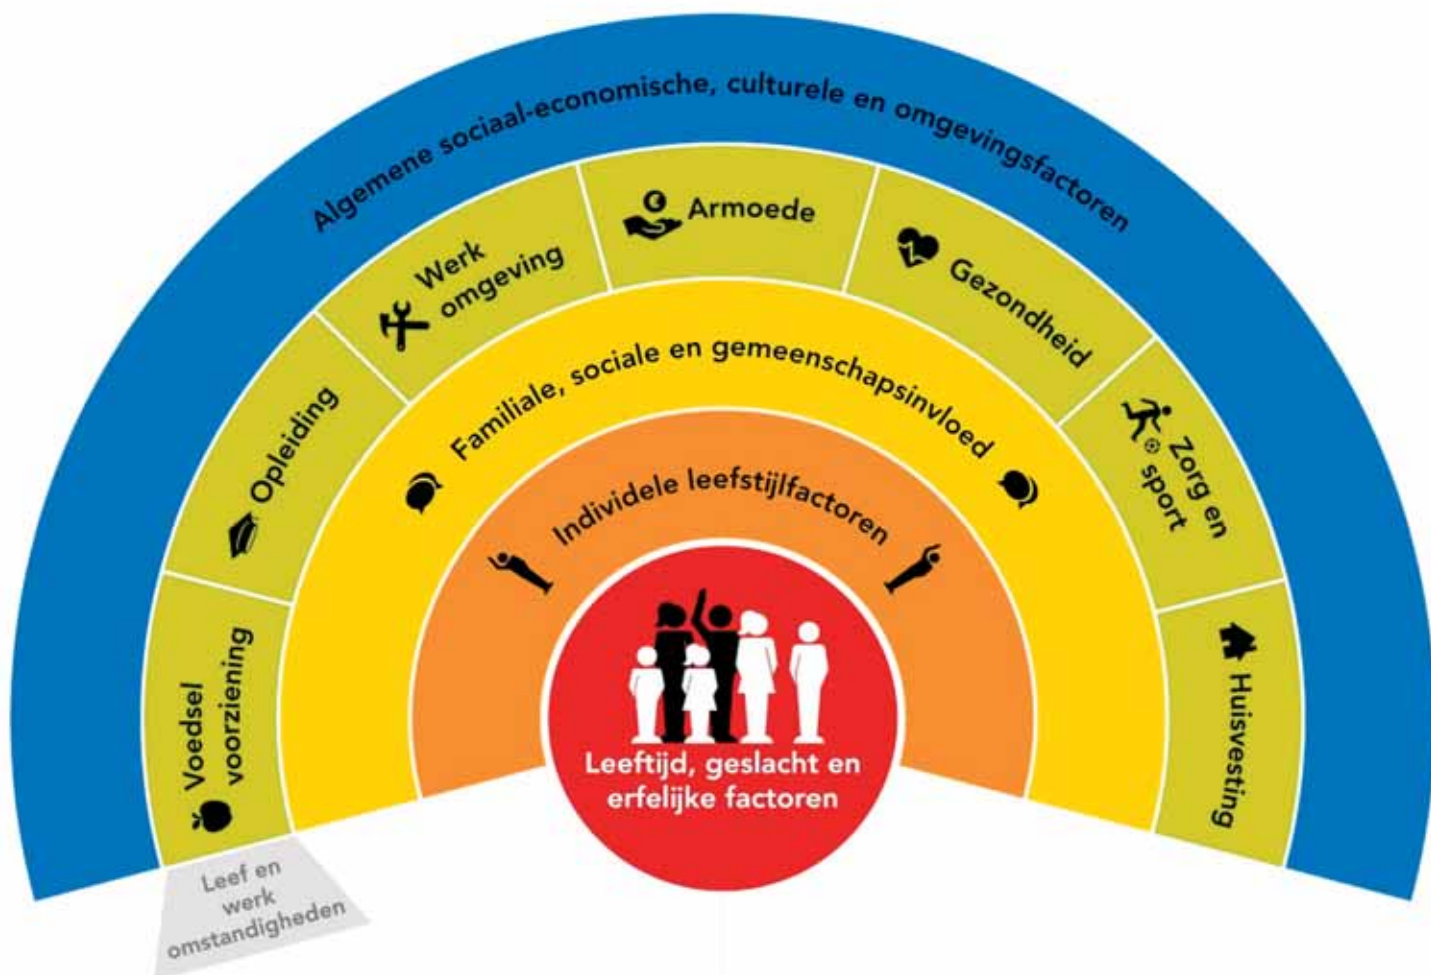 Algemene sociaal-economische, culturele en omgevingsfactoren
Voedsel
voorziening
Opleiding
Werk
omgeving
Armoede
Gezondheid
Zorg en
sport
Huisvesting
Familiale, sociale en gemeenschapsinvloed
Individele leefstijlfactoren
Leeftijd, geslacht en
erfelijke factoren
Leef en
werk
omstandigheden